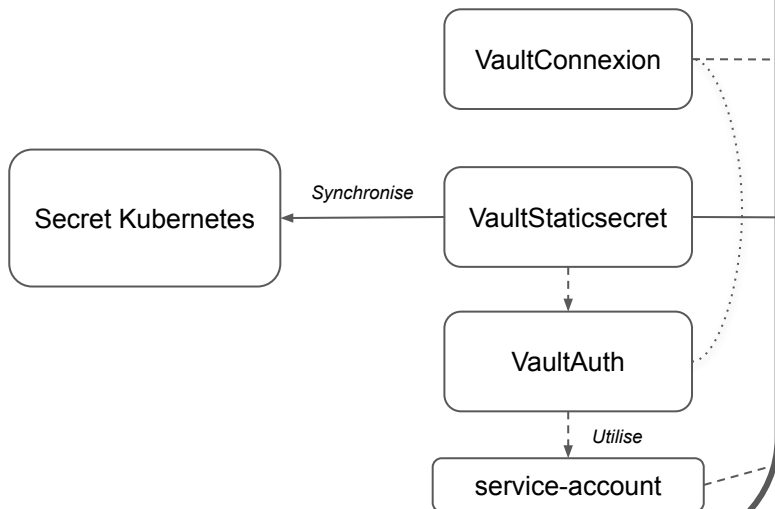 VaultConnexion
Synchronise
Secret Kubernetes
VaultStaticsecret
VaultAuth
Utilise
service-account